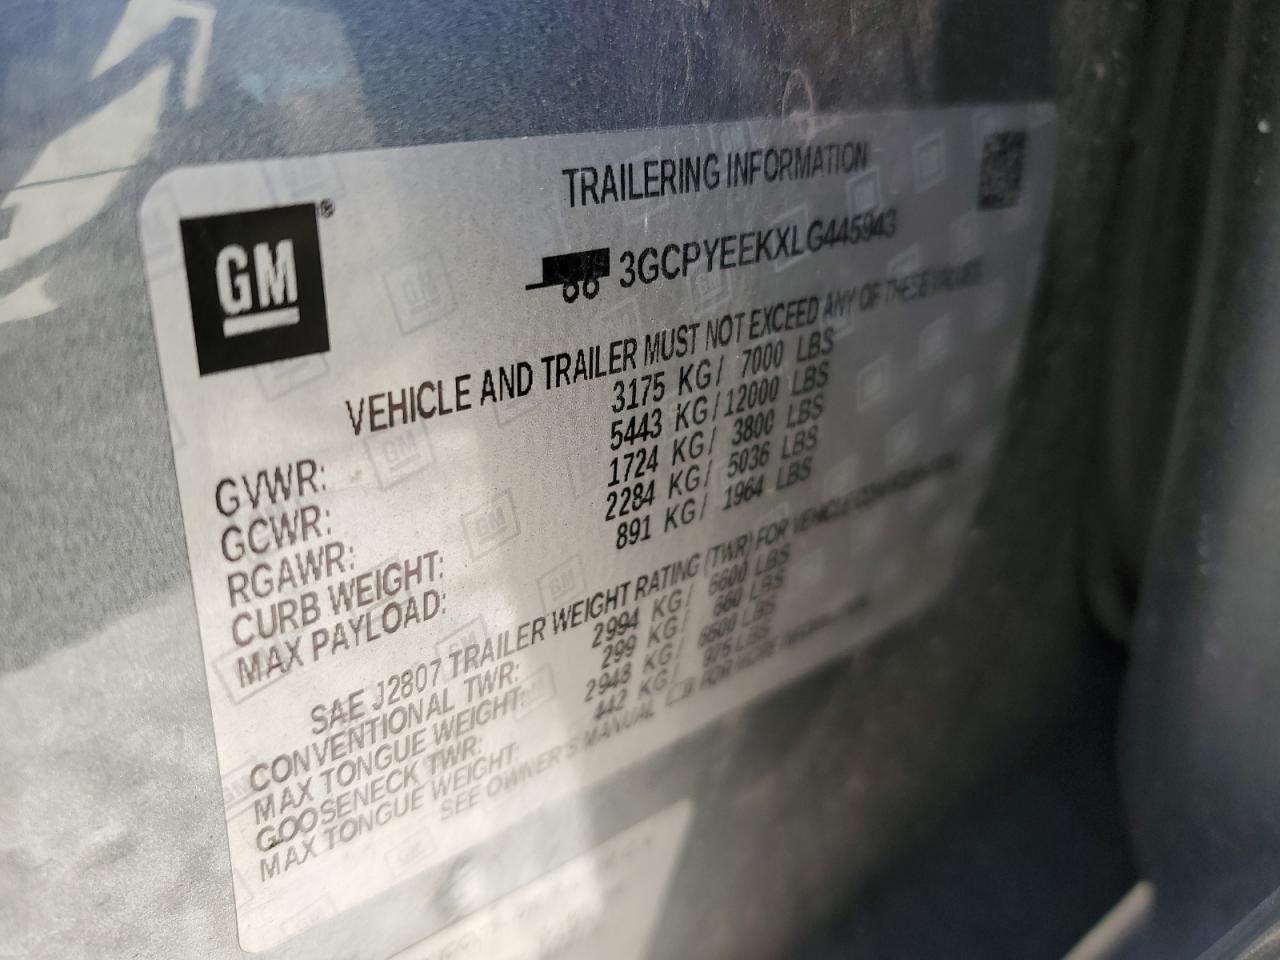 GM®
TRAILERING INFORMATION
3GCPYEEKXLG445943
VEHICLE AND TRAILER MUST NOT EXCEED ANY OF THESE VALUES
GVWR: 3175 KG/ 7000 LBS
GCWR: 5443 KG/12000 LBS
RGAWR: 1724 KG/ 3800 LBS
CURB WEIGHT: 2284 KG/ 5036 LBS
MAX PAYLOAD: 891 KG/ 1964 LBS
SAE J2807 TRAILER WEIGHT RATING (TWR) FOR VEHICLE CONFIGURATION
CONVENTIONAL TWR: 2994 KG/ 6600 LBS
MAX TONGUE WEIGHT: 299 KG/ 660 LBS
GOOSENECK TWR: 2948 KG/ 6500 LBS
MAX TONGUE WEIGHT: 442 KG/ 975 LBS
SEE OWNER'S MANUAL FOR MORE INFORMATION